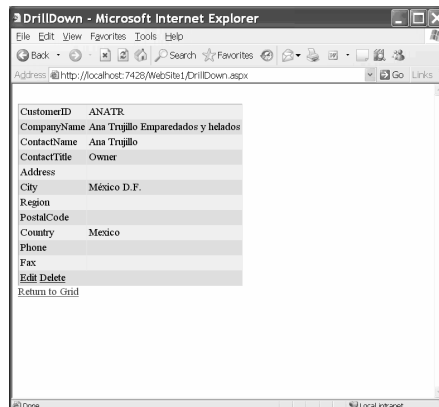 DrillDown - Microsoft Internet Explorer
File Edit View Favorites Tools Help
Back Search Favorites
Address http://localhost:7428/WebSite1/DrillDown.aspx Go Links
CustomerID ANATR
CompanyName Ana Trujillo Emparedados y helados
ContactName Ana Trujillo
ContactTitle Owner
Address
City México D.F.
Region
PostalCode
Country Mexico
Phone
Fax
Edit Delete
Return to Grid
Done Local intranet